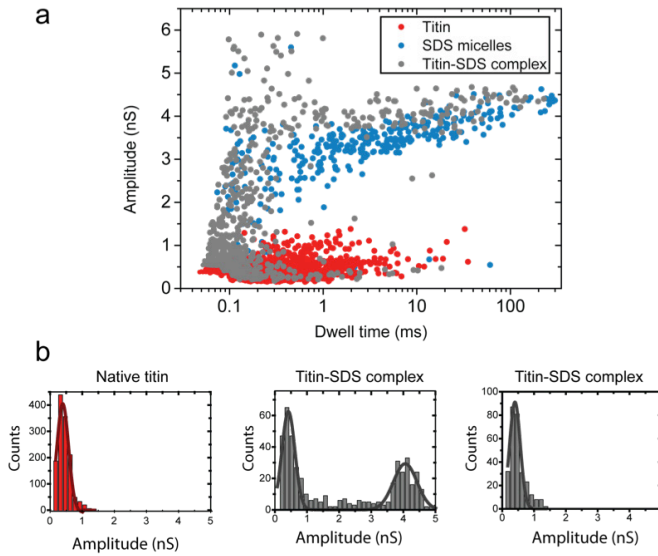 a
Amplitude (nS)
6
5
4
3
2
1
0
Titin
SDS micelles
Titin-SDS complex
0.1
1
10
100
Dwell time (ms)
b
Native titin
Counts
400
300
200
100
0
0
1
2
3
4
5
Amplitude (nS)
Titin-SDS complex
Counts
60
40
20
0
0
1
2
3
4
5
Amplitude (nS)
Titin-SDS complex
Counts
100
80
60
40
20
0
0
1
2
3
4
5
Amplitude (nS)